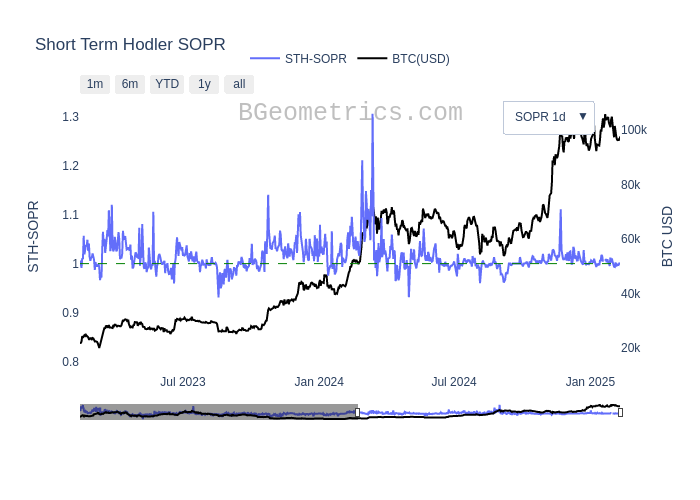 Short Term Hodler SOPR
STH-SOPR
BTC(USD)
1m 6m YTD 1y all
BGeometrics.com
SOPR 1d ▼
1.3
1.2
1.1
1
0.9
0.8
STH-SOPR
100k
80k
60k
40k
20k
BTC USD
Jul 2023
Jan 2024
Jul 2024
Jan 2025